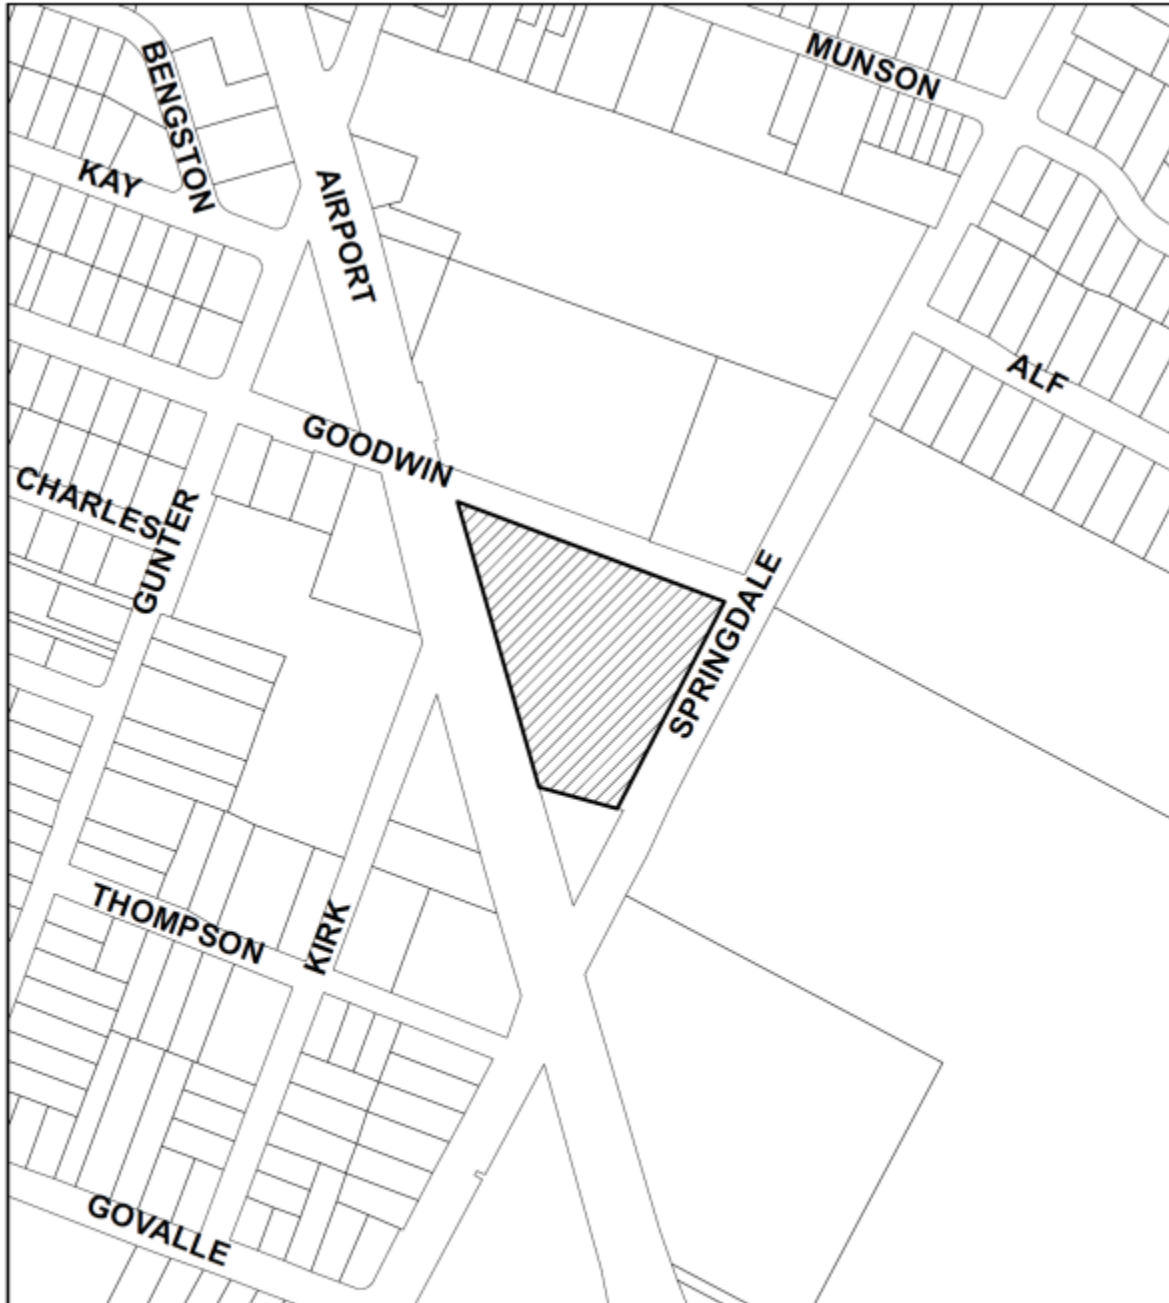 MUNSON
BENGSTON
KAY
AIRPORT
ALF
GOODWIN
CHARLES
GUNTER
SPRINGDALE
THOMPSON
KIRK
GOVALLE